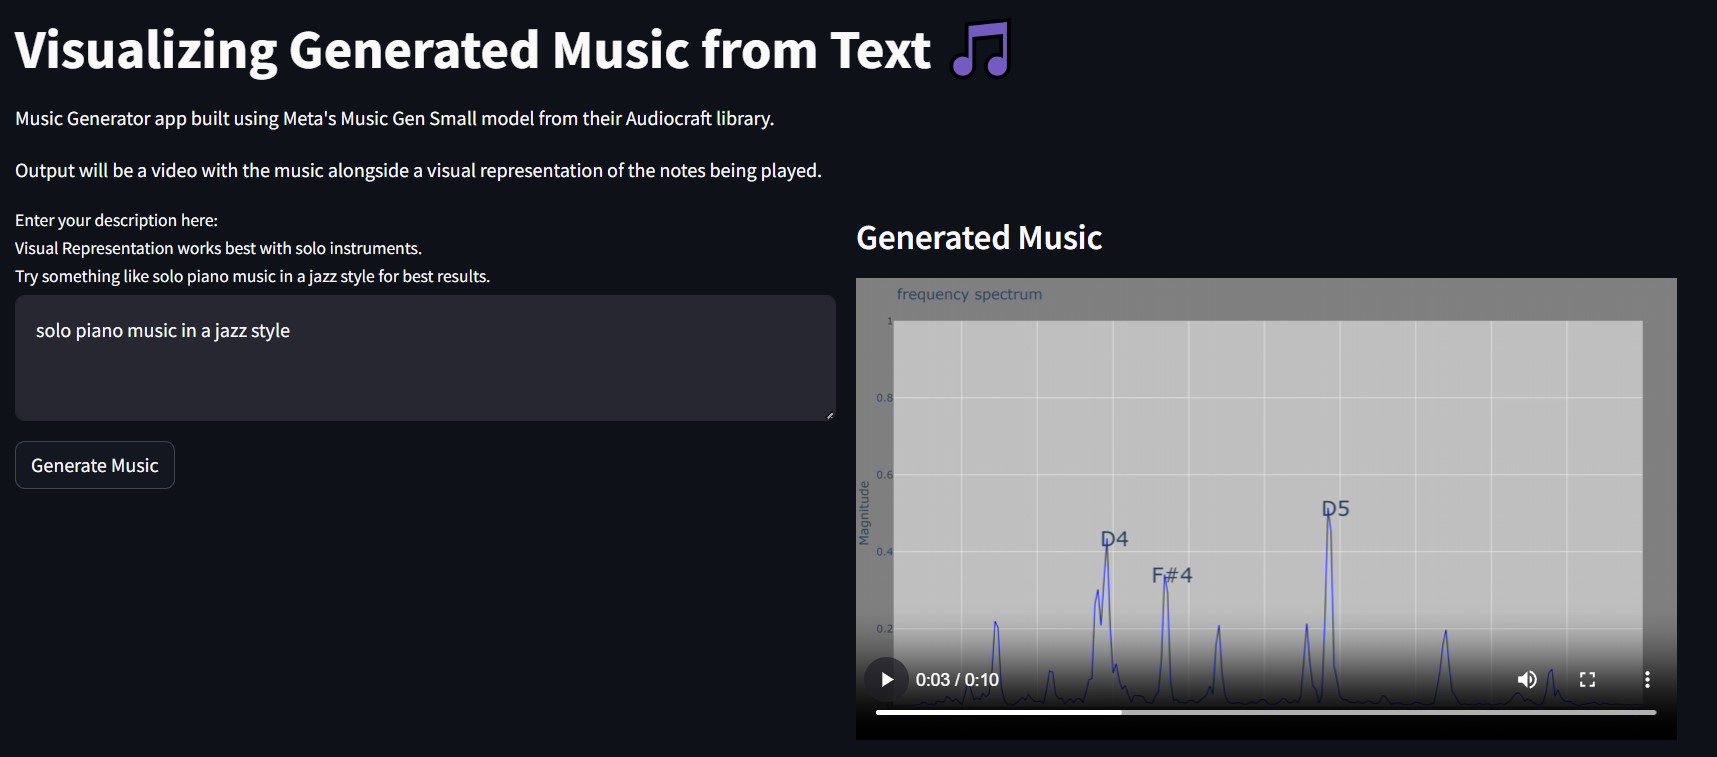 Visualizing Generated Music from Text
Music Generator app built using Meta's Music Gen Small model from their Audiocraft library.
Output will be a video with the music alongside a visual representation of the notes being played.
Enter your description here:
Visual Representation works best with solo instruments.
Try something like solo piano music in a jazz style for best results.
solo piano music in a jazz style
Generate Music
Generated Music
frequency spectrum
1
0.8
0.6
0.4
0.2
Magnitude
D4
F#4
D5
0:03 / 0:10